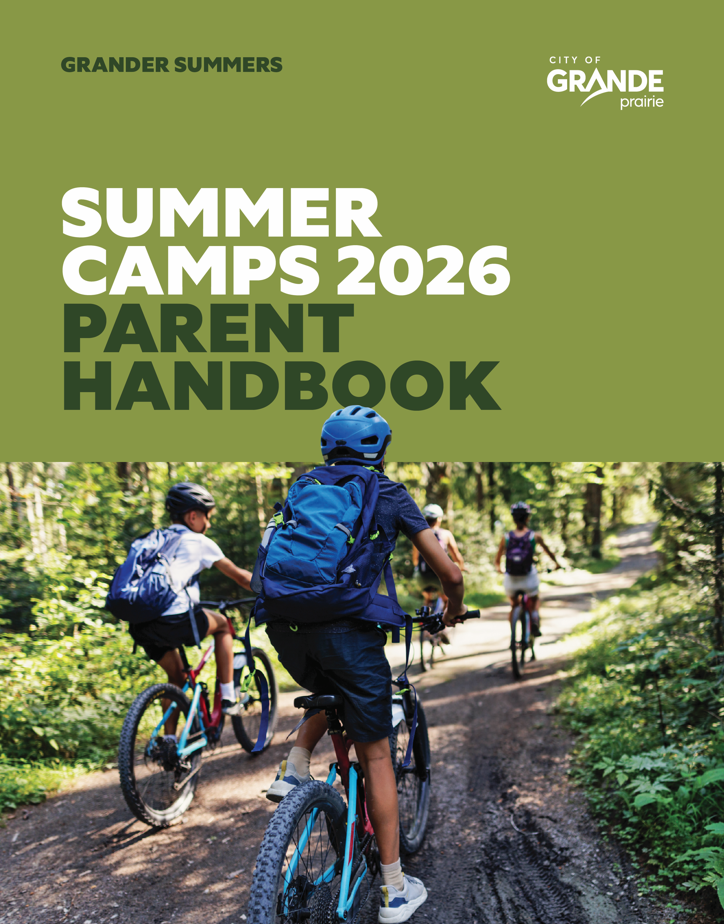 GRANDER SUMMERS
CITY OF
GRANDE
prairie
SUMMER
CAMPS 2026
PARENT
HANDBOOK